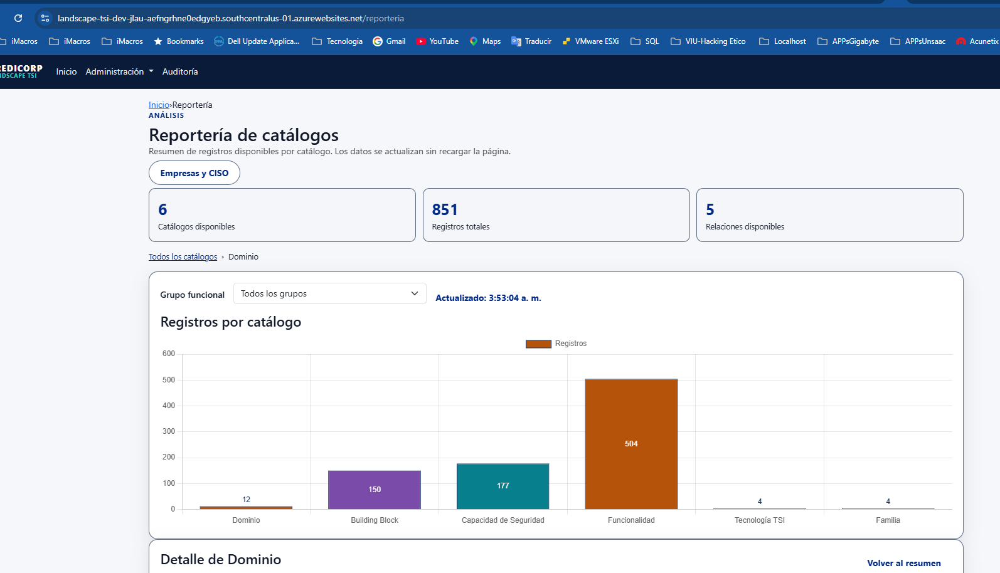 landscape-tsi-dev-jlau-aefngrhne0edgyeb.southcentralus-01.azurewebsites.net/reporteria
iMacros iMacros iMacros Bookmarks Dell Update Applica... Tecnologia Gmail YouTube Maps Traducir VMware ESXi SQL VIU-Hacking Etico Localhost APPsGigabyte APPsUnsaac Acunetix
REDICORP
NDSCAPE TSI
Inicio Administración Auditoría
Inicio›Reportería
ANÁLISIS
Reportería de catálogos
Resumen de registros disponibles por catálogo. Los datos se actualizan sin recargar la página.
Empresas y CISO
6
Catálogos disponibles
851
Registros totales
5
Relaciones disponibles
Todos los catálogos › Dominio
Grupo funcional Todos los grupos Actualizado: 3:53:04 a. m.
Registros por catálogo
Registros
600
500
400
300
200
100
0
12
150
177
504
4
4
Dominio Building Block Capacidad de Seguridad Funcionalidad Tecnología TSI Familia
Detalle de Dominio
Volver al resumen